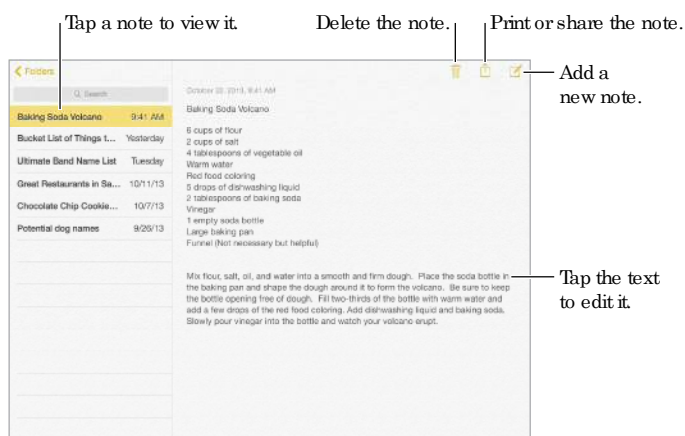 Tap a note to view it.
Delete the note.
Print or share the note.
Folders
Search
Baking Soda Volcano 9:41 AM
Bucket List of Things t... Yesterday
Ultimate Band Name List Tuesday
Great Restaurants in Sa... 10/11/13
Chocolate Chip Cookie... 10/7/13
Potential dog names 9/26/13
9:41 AM
Baking Soda Volcano
6 cups of flour
2 cups of salt
4 tablespoons of vegetable oil
Warm water
Red food coloring
5 drops of dishwashing liquid
2 tablespoons of baking soda
Vinegar
1 empty soda bottle
Large baking pan
Funnel (Not necessary but helpful)
Mix flour, salt, oil, and water into a smooth and firm dough. Place the soda bottle in
the baking pan and shape the dough around it to form the volcano. Be sure to keep
the bottle opening free of dough. Fill two-thirds of the bottle with warm water and
add a few drops of the red food coloring. Add dishwashing liquid and baking soda.
Slowly pour vinegar into the bottle and watch your volcano erupt.
Add a
new note.
Tap the text
to edit it.